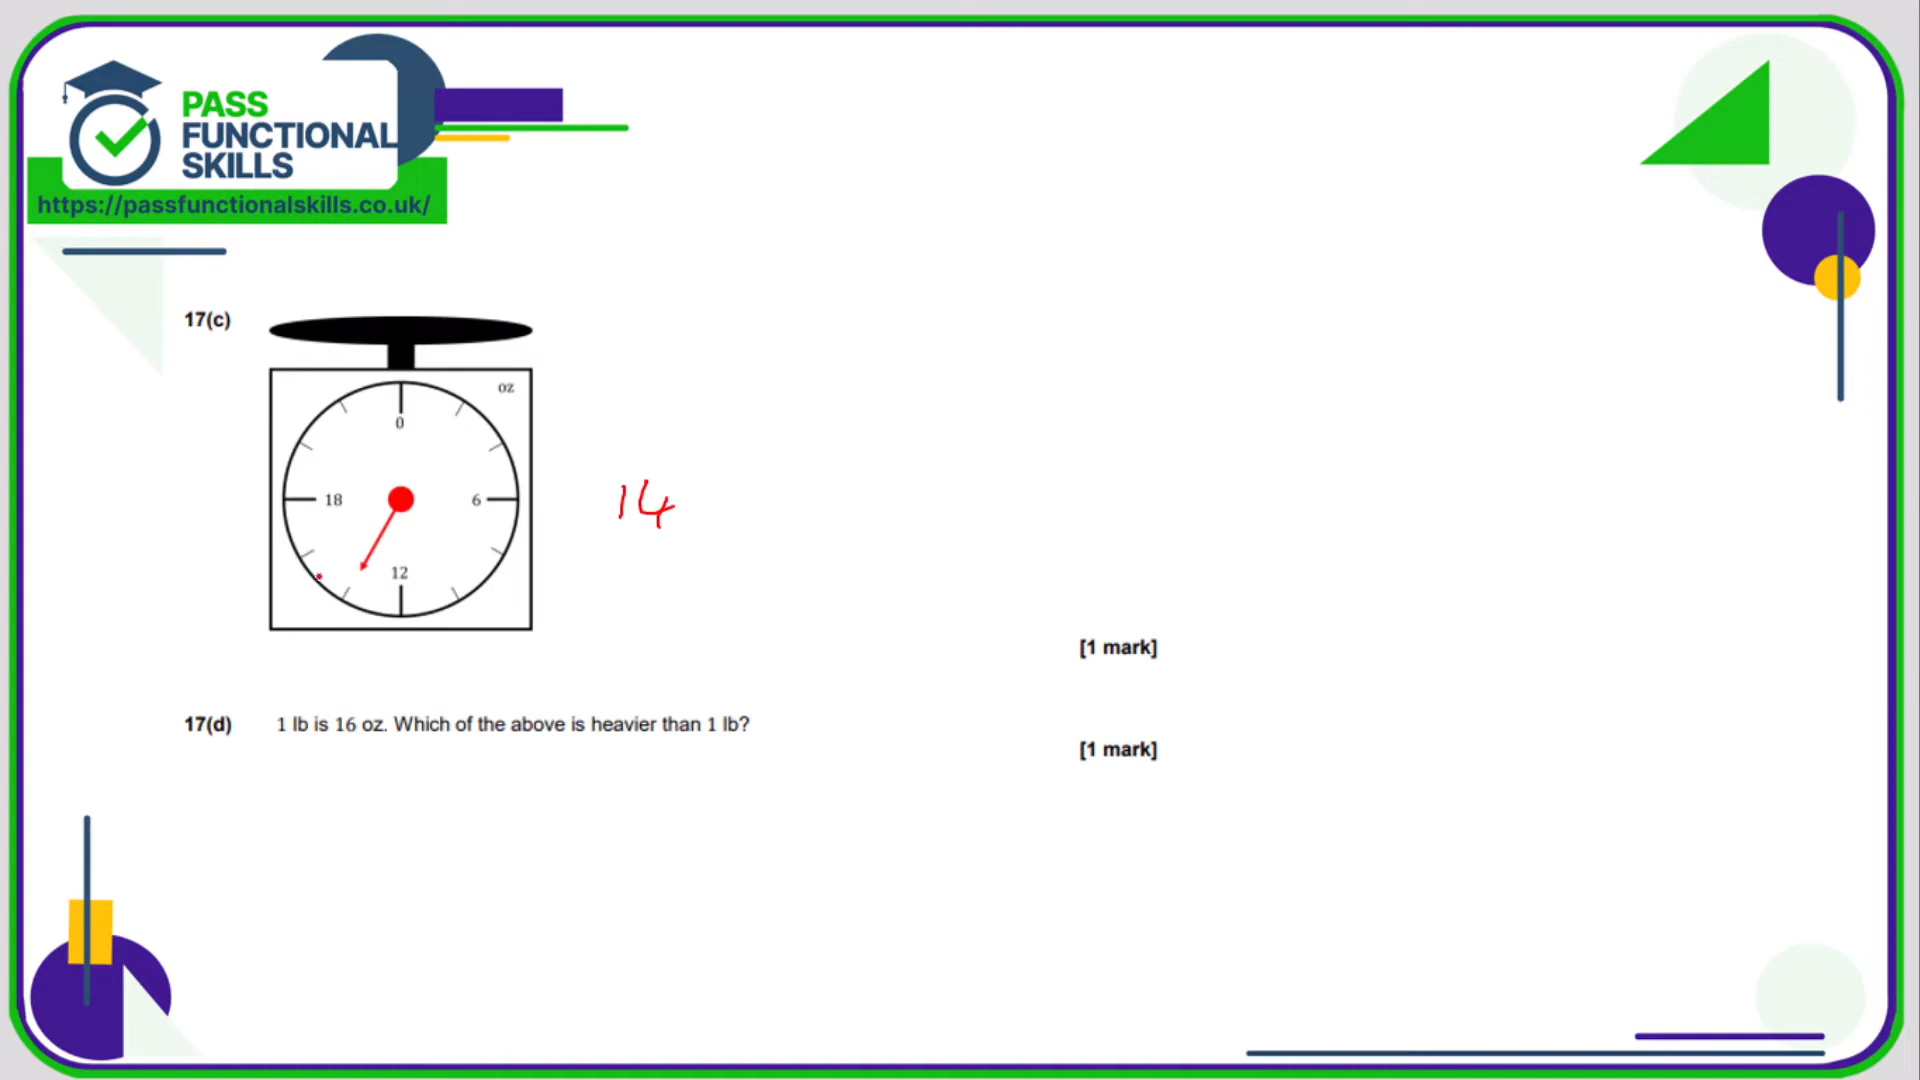 PASS
FUNCTIONAL
SKILLS
https://passfunctionalskills.co.uk/
17(c)
oz
0
18
6
12
14
[1 mark]
17(d) 1 lb is 16 oz. Which of the above is heavier than 1 lb?
[1 mark]